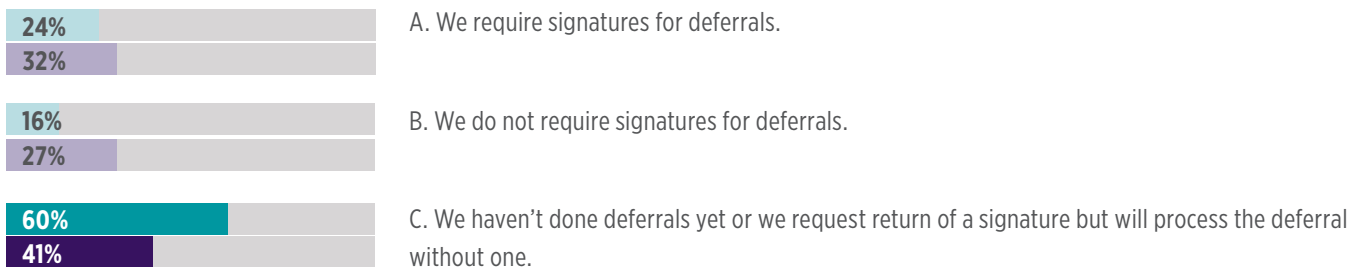 24%
A. We require signatures for deferrals.
32%
16%
B. We do not require signatures for deferrals.
27%
60%
C. We haven’t done deferrals yet or we request return of a signature but will process the deferral
41%
without one.